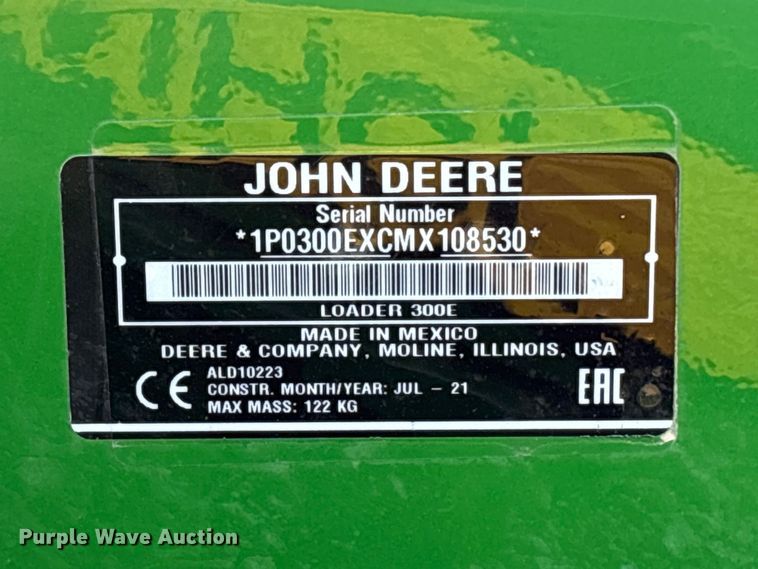 JOHN DEERE
Serial Number
*1P0300EXCMX108530*
LOADER 300E
MADE IN MEXICO
DEERE & COMPANY, MOLINE, ILLINOIS, USA
CE
ALD10223
CONSTR. MONTH/YEAR: JUL – 21
MAX MASS: 122 KG
EAC
Purple Wave Auction